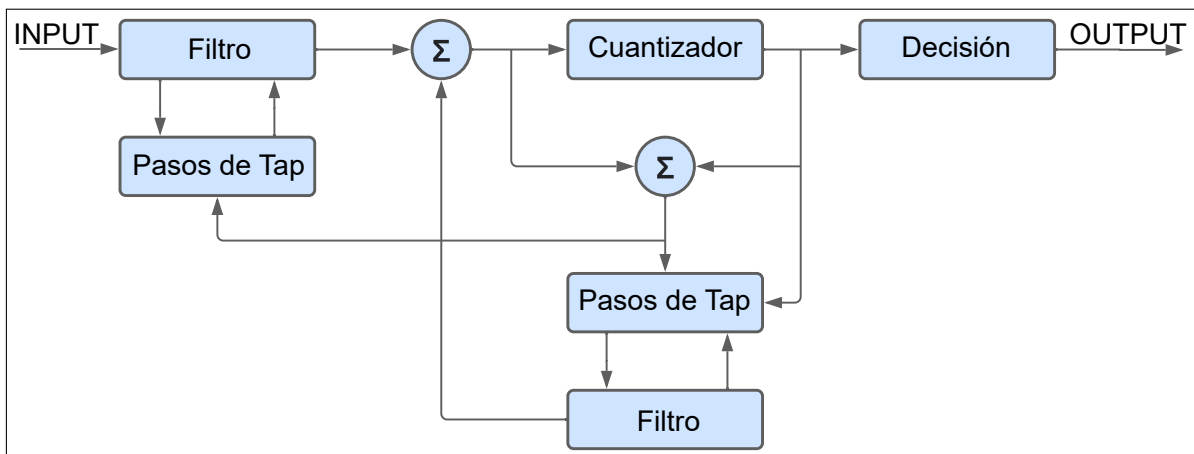 INPUT
Filtro
Σ
Cuantizador
Decisión
OUTPUT
Pasos de Tap
Σ
Pasos de Tap
Filtro